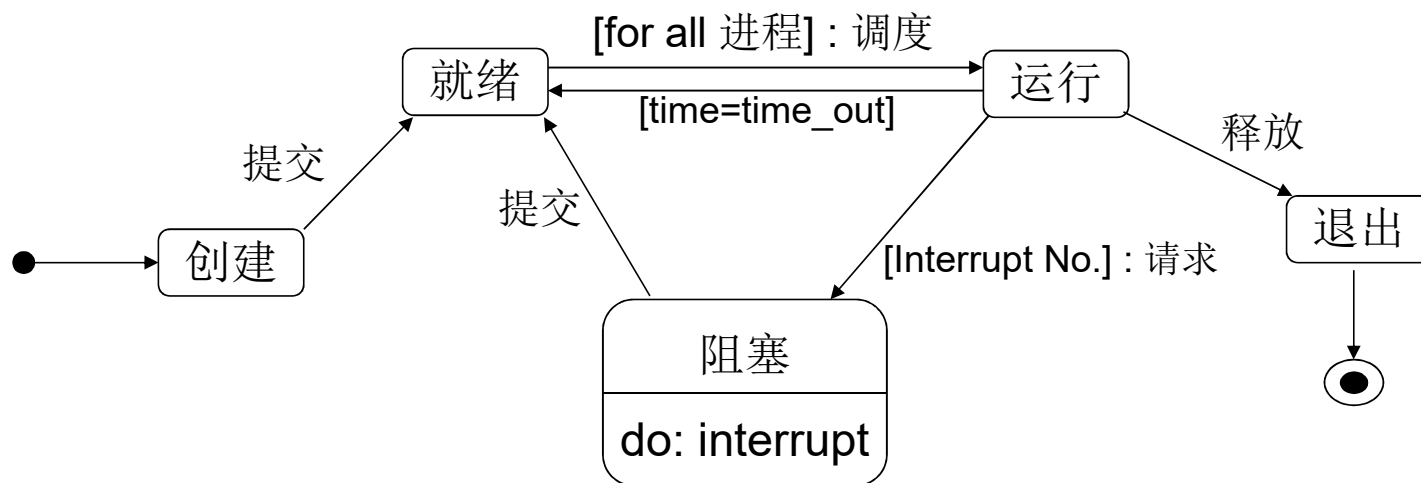 [for all 进程] : 调度
就绪
运行
[time=time_out]
释放
提交
提交
退出
创建
[Interrupt No.] : 请求
阻塞
do: interrupt